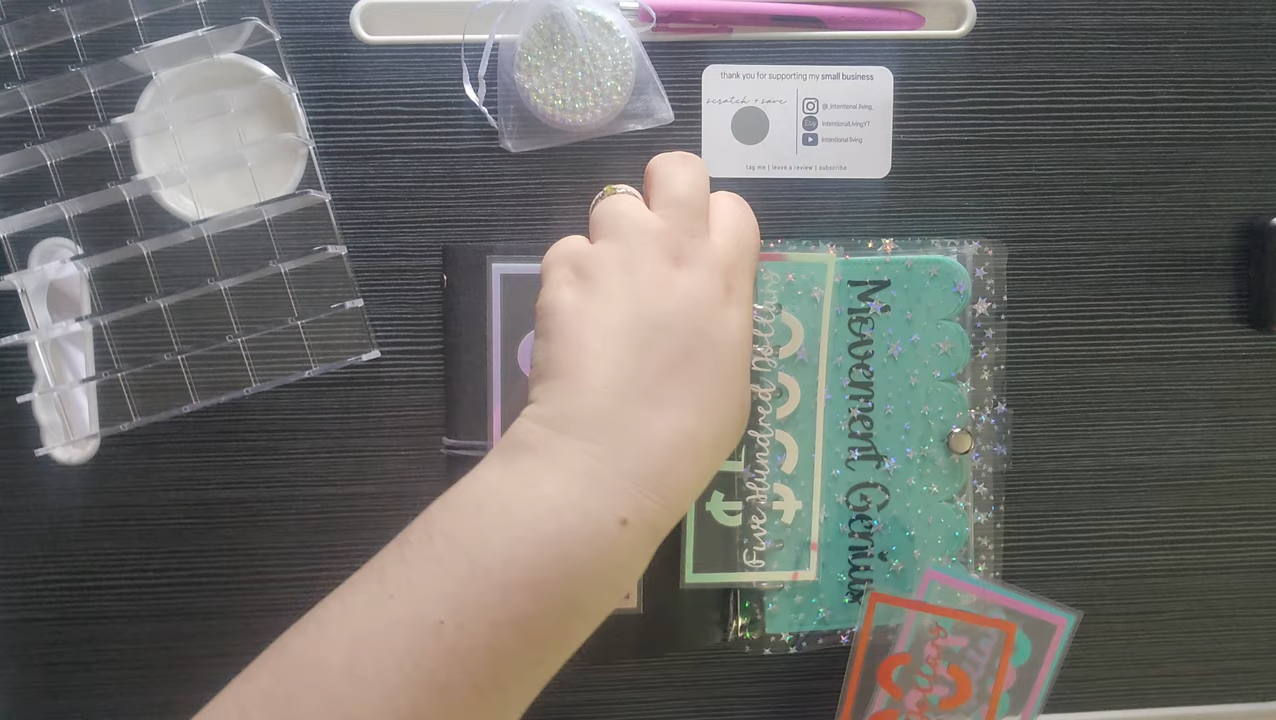 thank you for supporting my small business
scratch + save
@_intentional.living_
Etsy
IntentionalLivingYT
intentional living
tag me | leave a review | subscribe
Movement Genius
Five Hundred Dollars